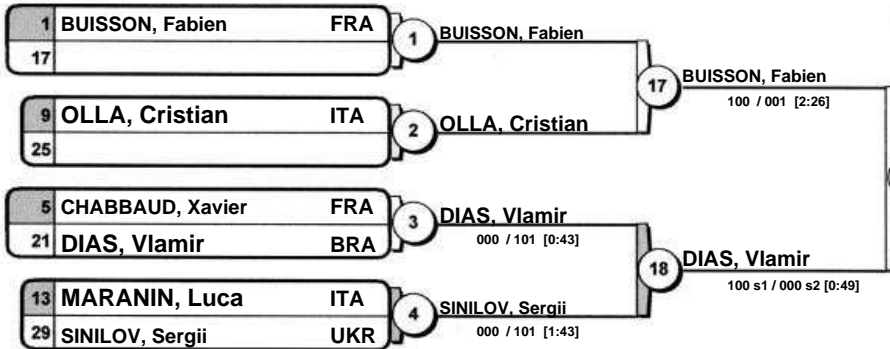 1 BUISSON, Fabien FRA
17
1
BUISSON, Fabien
9 OLLA, Cristian ITA
25
2
OLLA, Cristian
17
BUISSON, Fabien
100 / 001 [2:26]
5 CHABBAUD, Xavier FRA
21 DIAS, Vlamir BRA
3
DIAS, Vlamir
000 / 101 [0:43]
13 MARANIN, Luca ITA
29 SINILOV, Sergii UKR
4
SINILOV, Sergii
000 / 101 [1:43]
18
DIAS, Vlamir
100 s1 / 000 s2 [0:49]